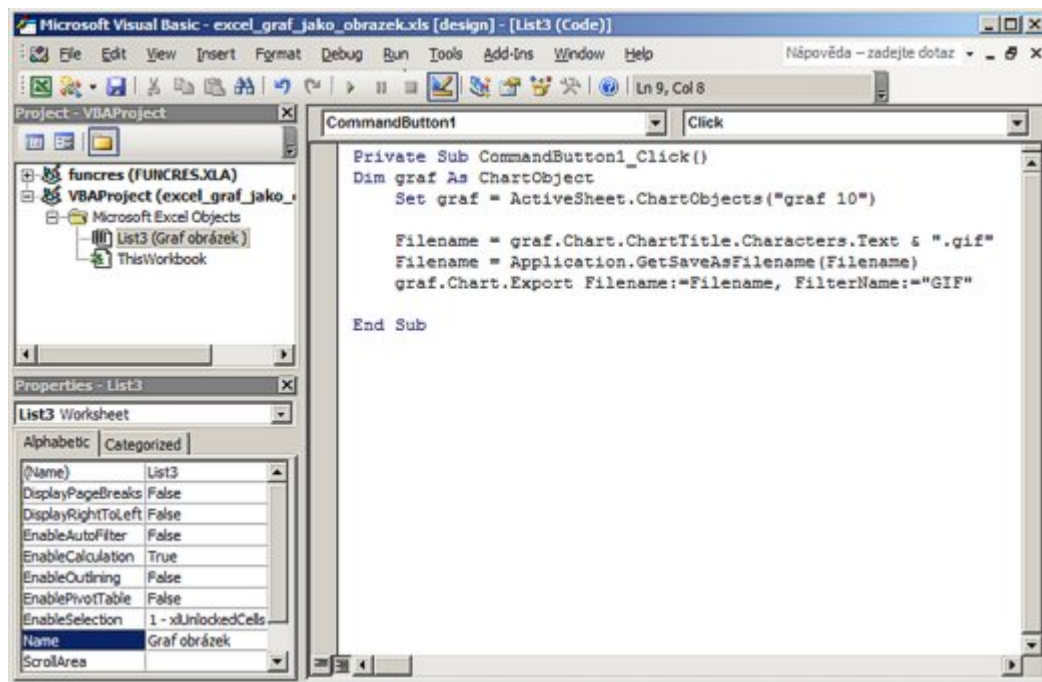 Microsoft Visual Basic - excel_graf_jako_obrazek.xls [design] - [List3 (Code)]
File Edit View Insert Format Debug Run Tools Add-Ins Window Help Nápověda – zadejte dotaz
Ln 9, Col 8
Project - VBAProject
CommandButton1 Click
funcres (FUNCRES.XLA)
VBAProject (excel_graf_jako_
Microsoft Excel Objects
List3 (Graf obrázek )
ThisWorkbook
Private Sub CommandButton1_Click()
Dim graf As ChartObject
Set graf = ActiveSheet.ChartObjects("graf 10")
Filename = graf.Chart.ChartTitle.Characters.Text & ".gif"
Filename = Application.GetSaveAsFilename(Filename)
graf.Chart.Export Filename:=Filename, FilterName:="GIF"
End Sub
Properties - List3
List3 Worksheet
Alphabetic Categorized
(Name) List3
DisplayPageBreaks False
DisplayRightToLeft False
EnableAutoFilter False
EnableCalculation True
EnableOutlining False
EnablePivotTable False
EnableSelection 1 - xlUnlockedCells
Name Graf obrázek
ScrollArea